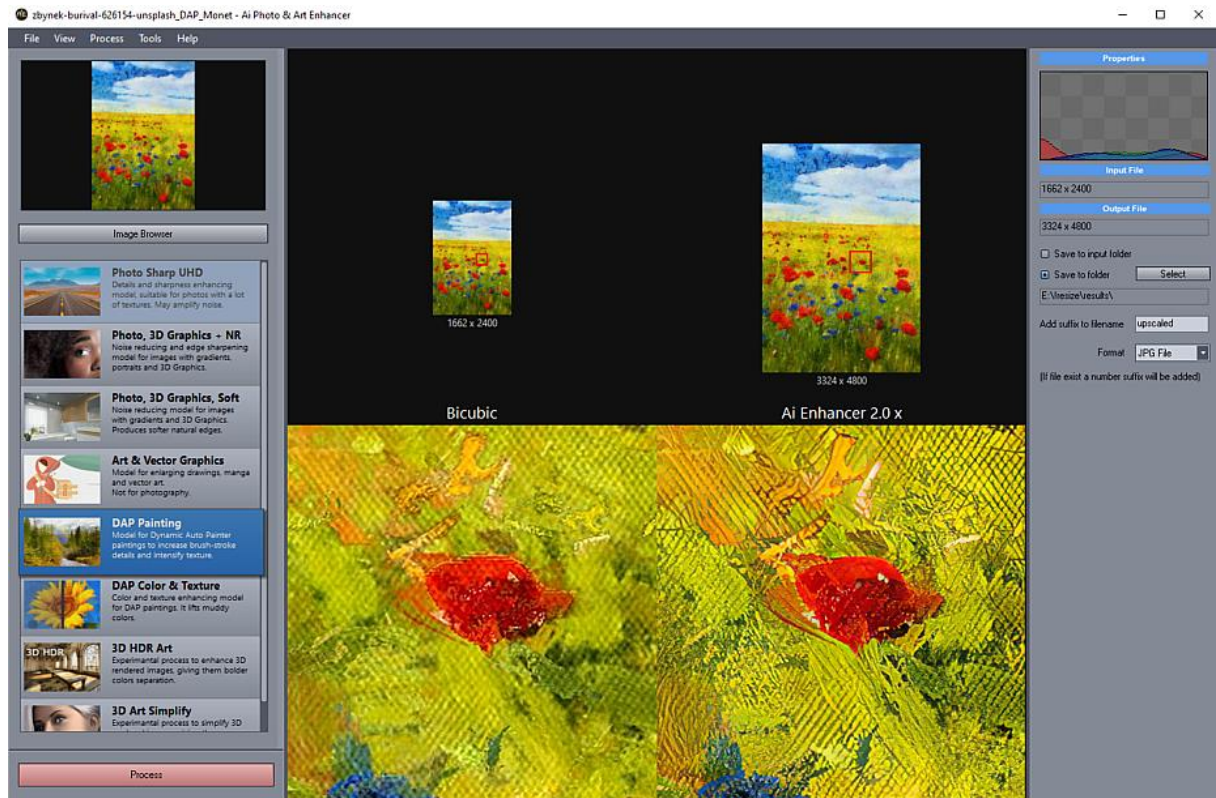 zbynek-burival-626154-unsplash_DAP_Monet - Ai Photo & Art Enhancer
File View Process Tools Help
Image Browser
Photo Sharp UHD
Details and sharpness enhancing
model, suitable for photos with a lot
of textures. May amplify noise.
Photo, 3D Graphics + NR
Noise reducing and edge sharpening
model for images with gradients,
portraits and 3D Graphics.
Photo, 3D Graphics, Soft
Noise reducing model for images
with gradients and 3D Graphics.
Produces softer natural edges.
Art & Vector Graphics
Model for enlarging drawings, manga
and vector art.
Not for photography.
DAP Painting
Model for Dynamic Auto Painter
paintings to increase brush-stroke
details and intensify texture.
DAP Color & Texture
Color and texture enhancing model
for DAP paintings. It lifts muddy
colors.
3D HDR
3D HDR Art
Experimantal process to enhance 3D
rendered images, giving them bolder
colors separation.
3D Art Simplify
Experimantal process to simplify 3D
Process
1662 x 2400
Bicubic
3324 x 4800
Ai Enhancer 2.0 x
Properties
Input File
1662 x 2400
Output File
3324 x 4800
Save to input folder
Save to folder Select
E:\!resize\results\
Add suffix to filename upscaled
Format JPG File
(If file exist a number suffix will be added)